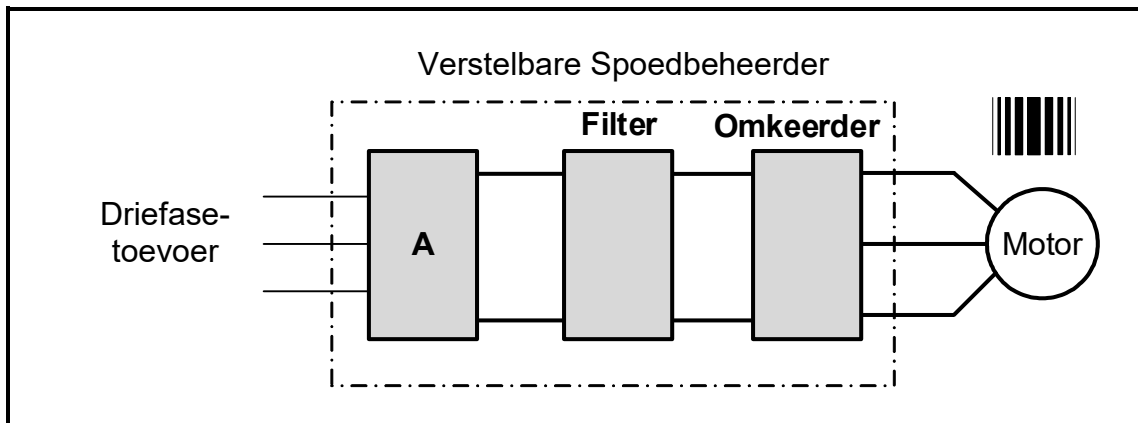 Verstelbare Spoedbeheerder
Filter
Omkeerder
Driefase-
toevoer
A
Motor